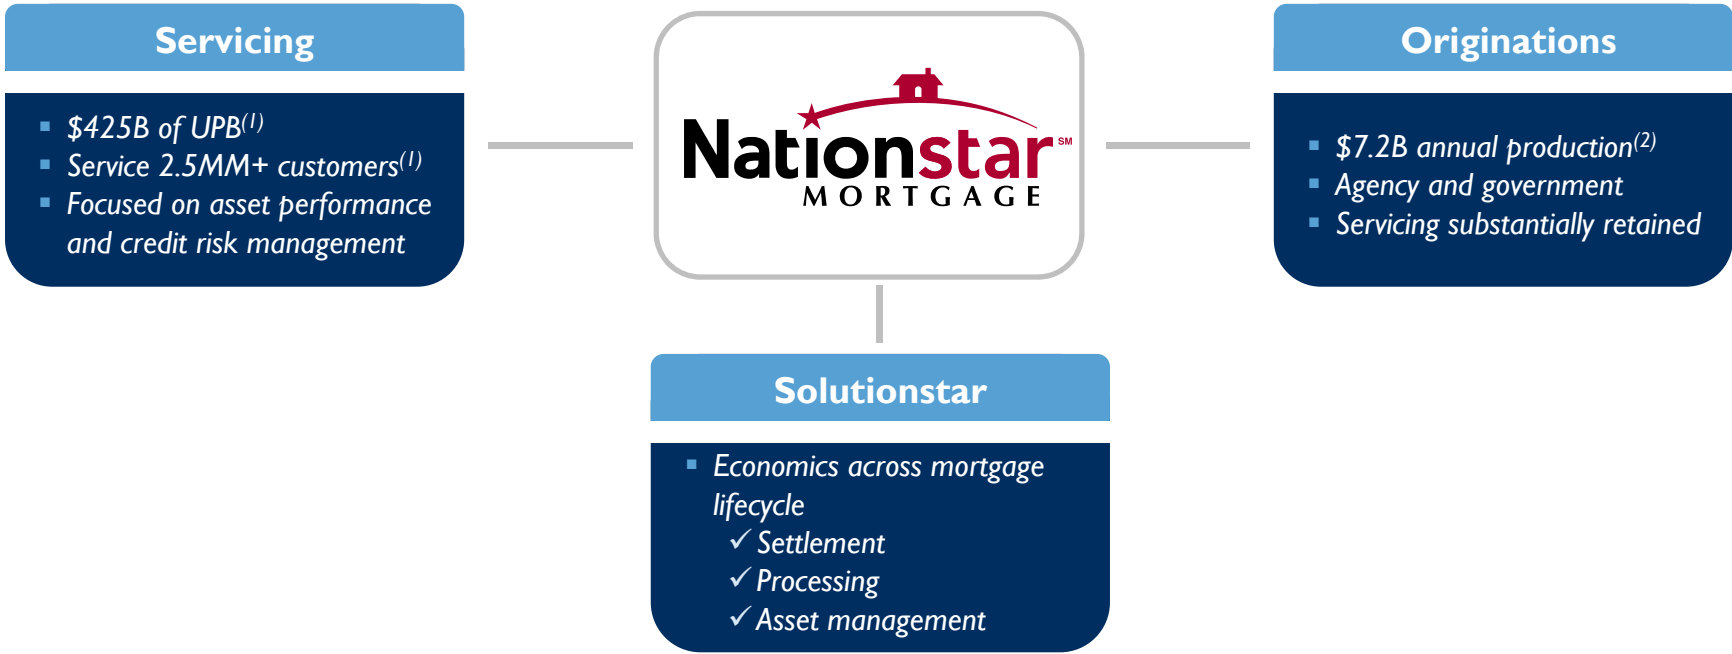 Servicing
▪ $425B of UPB(1)
▪ Service 2.5MM+ customers(1)
▪ Focused on asset performance
and credit risk management
Nationstar SM
MORTGAGE
Originations
▪ $7.2B annual production(2)
▪ Agency and government
▪ Servicing substantially retained
Solutionstar
▪ Economics across mortgage
lifecycle
✓ Settlement
✓ Processing
✓ Asset management